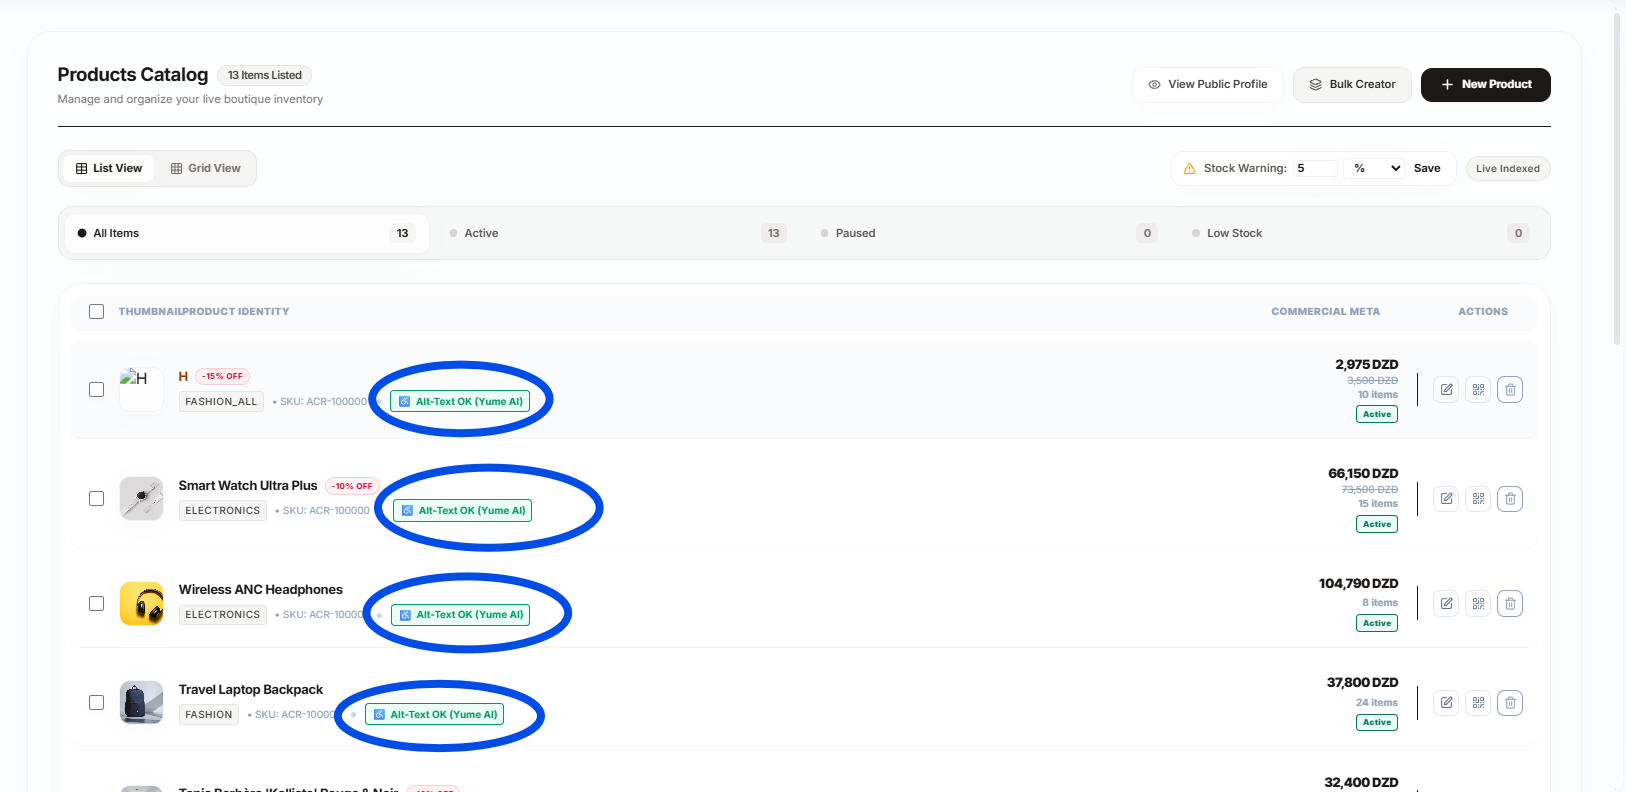 Products Catalog 13 Items Listed
Manage and organize your live boutique inventory
View Public Profile
Bulk Creator
New Product
List View
Grid View
Stock Warning: 5 % Save
Live Indexed
All Items 13
Active 13
Paused 0
Low Stock 0
THUMBNAIL PRODUCT IDENTITY COMMERCIAL META ACTIONS
H
H -15% OFF
FASHION_ALL • SKU: ACR-100000 • Alt-Text OK (Yume AI)
2,975 DZD
3,500 DZD
10 items
Active
Smart Watch Ultra Plus -10% OFF
ELECTRONICS • SKU: ACR-100000 Alt-Text OK (Yume AI)
66,150 DZD
73,500 DZD
15 items
Active
Wireless ANC Headphones
ELECTRONICS • SKU: ACR-10000 • Alt-Text OK (Yume AI)
104,790 DZD
8 items
Active
Travel Laptop Backpack
FASHION • SKU: ACR-10000 • Alt-Text OK (Yume AI)
37,800 DZD
24 items
Active
32,400 DZD